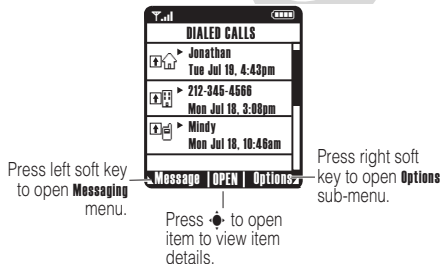 DIALED CALLS
Jonathan
Tue Jul 19, 4:43pm
212-345-4566
Mon Jul 18, 3:08pm
Mindy
Mon Jul 18, 10:46am
Message OPEN Options
Press left soft key
to open Messaging
menu.
Press to open
item to view item
details.
Press right soft
key to open Options
sub-menu.